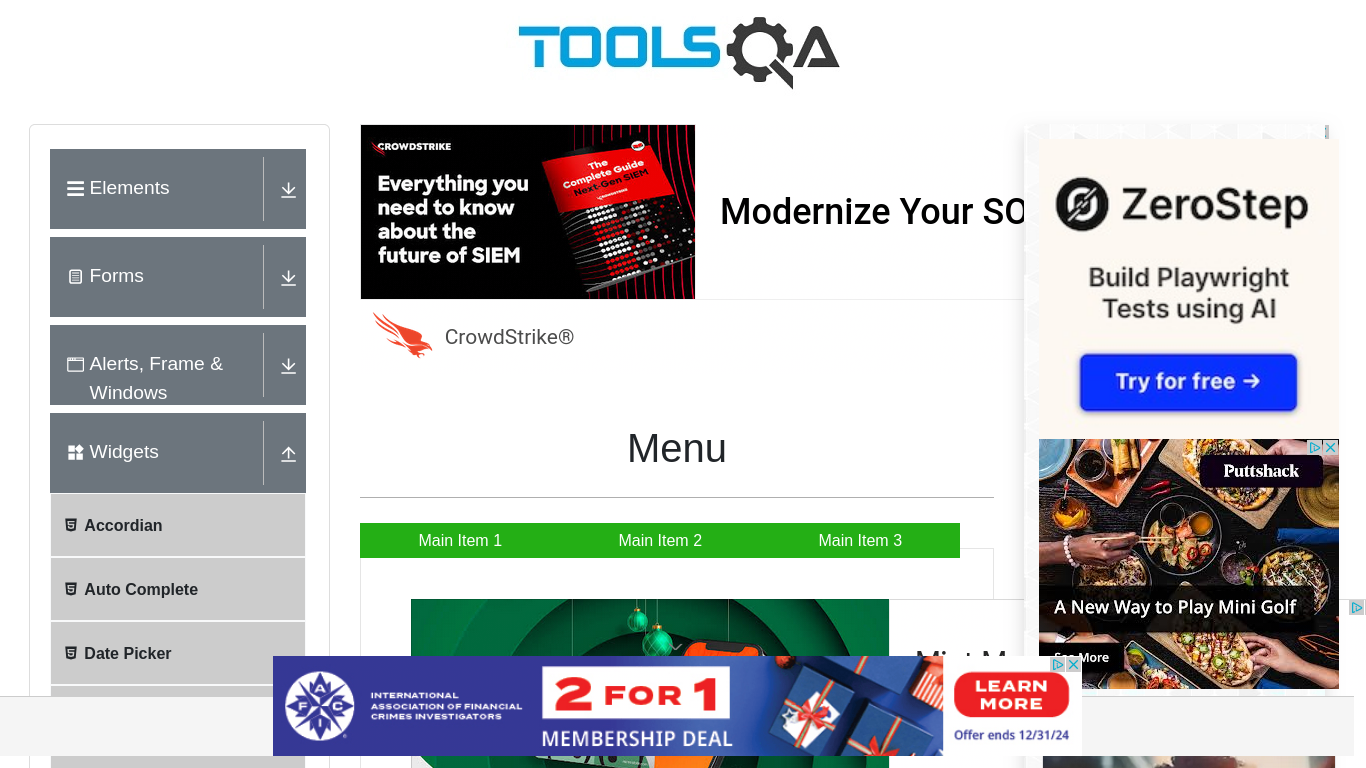 TOOLSQA
Elements
Forms
Alerts, Frame &
Windows
Widgets
Accordian
Auto Complete
Date Picker
CROWDSTRIKE
Everything you
need to know
about the
future of SIEM
The
Complete Guide
Next-Gen SIEM
CROWDSTRIKE
Modernize Your SO
CrowdStrike®
Menu
Main Item 1
Main Item 2
Main Item 3
ZeroStep
Build Playwright
Tests using AI
Try for free →
Puttshack
A New Way to Play Mini Golf
See More
INTERNATIONAL
ASSOCIATION OF FINANCIAL
CRIMES INVESTIGATORS
2 FOR 1
MEMBERSHIP DEAL
LEARN
MORE
Offer ends 12/31/24